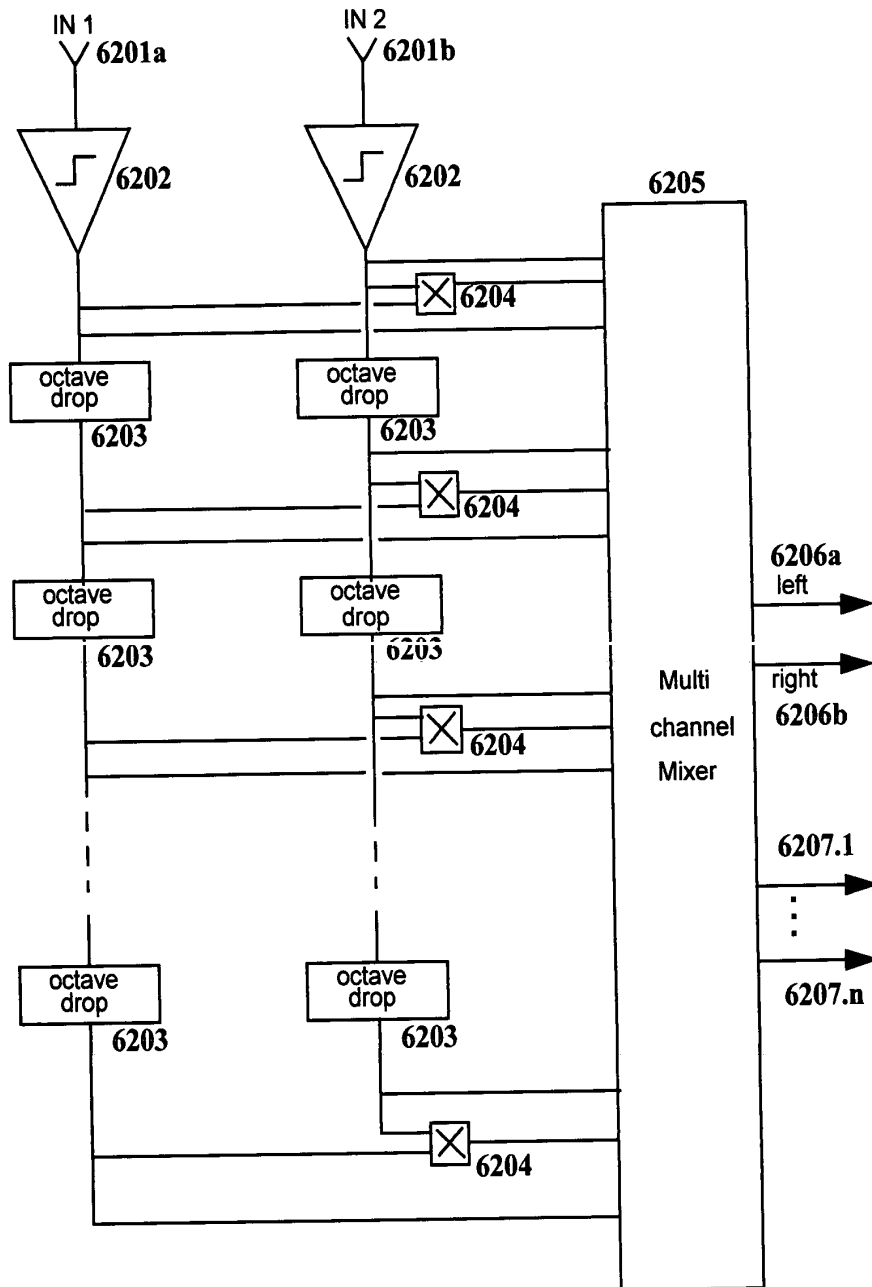 IN 1
IN 2
6201a
6201b
6202
6202
6205
6204
octave
drop
octave
drop
6203
6203
6204
6206a
left
octave
drop
octave
drop
6203
6203
Multi
channel
Mixer
right
6206b
6204
6207.1
octave
drop
octave
drop
6207.n
6203
6203
6204